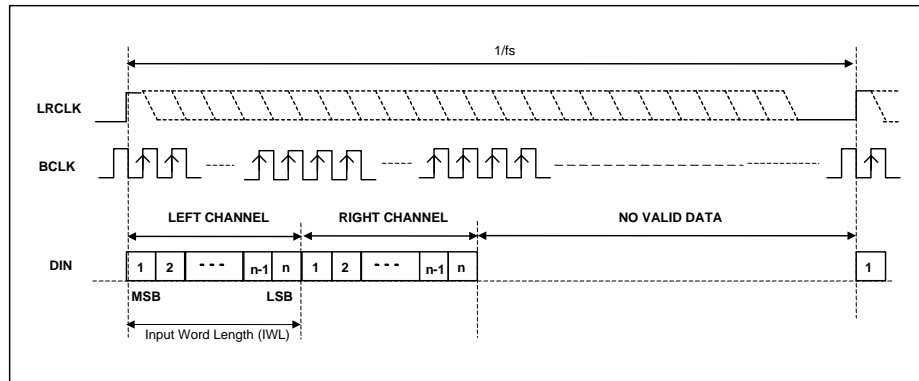 1/fs
LRCLK
BCLK
LEFT CHANNEL RIGHT CHANNEL NO VALID DATA
DIN 1 2 n-1 n 1 2 n-1 n 1
MSB LSB
Input Word Length (IWL)